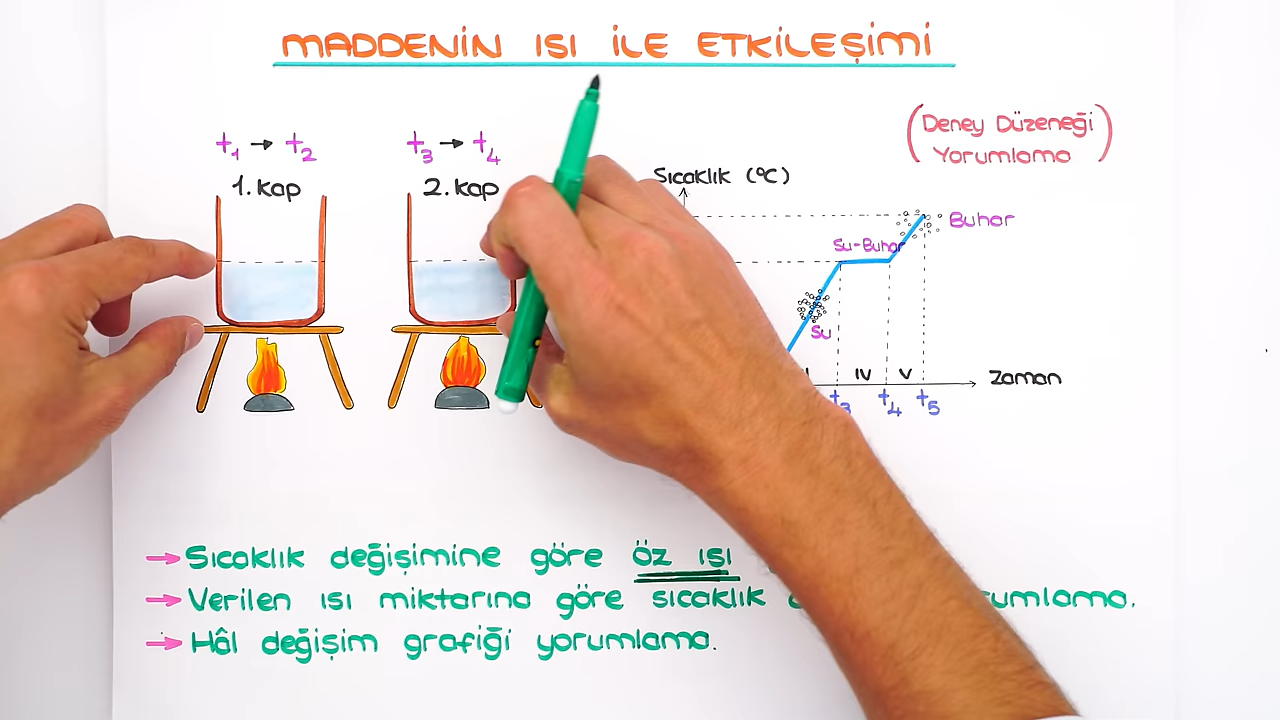 MADDENİN ISI İLE ETKİLEŞİMİ
(Deney Düzeneği
Yorumlama)
t1 → t2
1. kap
t3 → t4
2. kap
Sıcaklık (°C)
Buhar
Su-Buhar
Su
IV V
Zaman
t3 t4 t5
→ Sıcaklık değişimine göre öz ısı
→ Verilen ısı miktarına göre sıcaklık
→ Hâl değişim grafiği yorumlama.